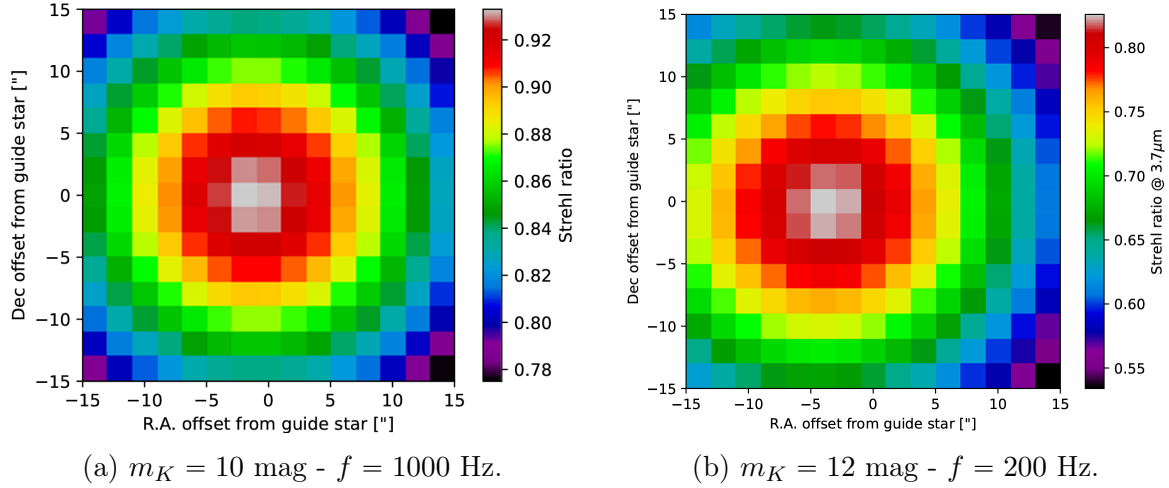 15
10
5
0
−5
−10
−15
−15 −10 −5 0 5 10 15
Dec offset from guide star ["]
R.A. offset from guide star ["]
0.92
0.90
0.88
0.86
0.84
0.82
0.80
0.78
Strehl ratio
(a) m_K = 10 mag - f = 1000 Hz.
15
10
5
0
−5
−10
−15
−15 −10 −5 0 5 10 15
Dec offset from guide star ["]
R.A. offset from guide star ["]
0.80
0.75
0.70
0.65
0.60
0.55
Strehl ratio @ 3.7μm
(b) m_K = 12 mag - f = 200 Hz.